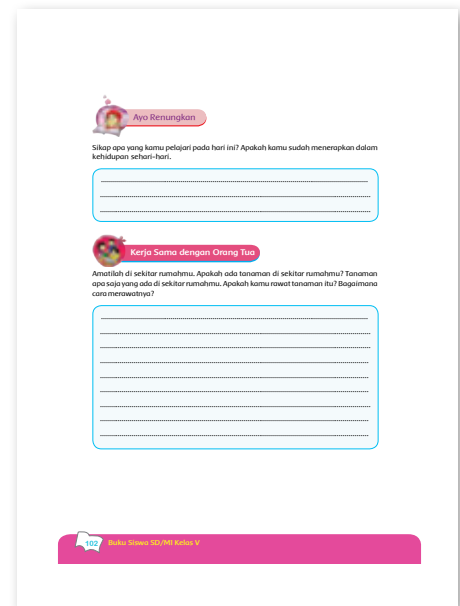 Ayo Renungkan
Sikap apa yang kamu pelajari pada hari ini? Apakah kamu sudah menerapkan dalam
kehidupan sehari-hari.
Kerja Sama dengan Orang Tua
Amatilah di sekitar rumahmu. Apakah ada tanaman di sekitar rumahmu? Tanaman
apa saja yang ada di sekitar rumahmu. Apakah kamu rawat tanaman itu? Bagaimana
cara merawatnya?
102 Buku Siswa SD/MI Kelas V